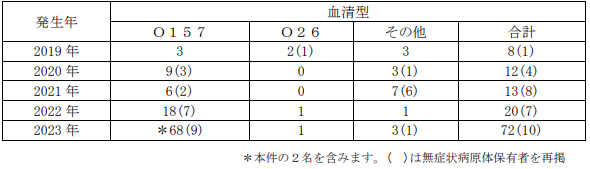 発生年 血清型
Ｏ１５７ Ｏ２６ その他 合計
2019 年 3 2(1) 3 8(1)
2020 年 9(3) 0 3(1) 12(4)
2021 年 6(2) 0 7(6) 13(8)
2022 年 18(7) 1 1 20(7)
2023 年 ＊68(9) 1 3(1) 72(10)
＊本件の２名を含みます。(　)は無症状病原体保有者を再掲